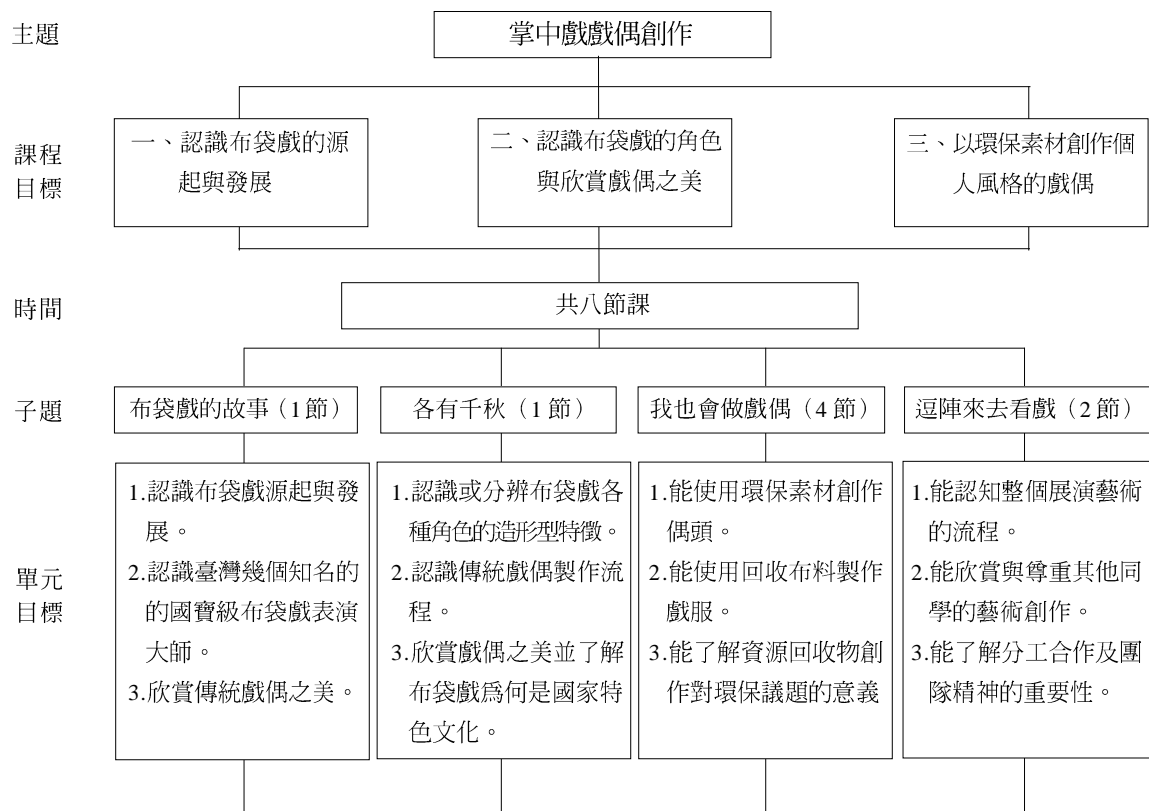 主題
掌中戲戲偶創作
課程
目標
一、認識布袋戲的源
起與發展
二、認識布袋戲的角色
與欣賞戲偶之美
三、以環保素材創作個
人風格的戲偶
時間
共八節課
子題
布袋戲的故事（1 節）
各有千秋（1 節）
我也會做戲偶（4 節）
逗陣來去看戲（2 節）
單元
目標
1.認識布袋戲源起與發
展。
2.認識臺灣幾個知名的
的國寶級布袋戲表演
大師。
3.欣賞傳統戲偶之美。
1.認識或分辨布袋戲各
種角色的造形型特徵。
2.認識傳統戲偶製作流
程。
3.欣賞戲偶之美並了解
布袋戲爲何是國家特
色文化。
1.能使用環保素材創作
偶頭。
2.能使用回收布料製作
戲服。
3.能了解資源回收物創
作對環保議題的意義
1.能認知整個展演藝術
的流程。
2.能欣賞與尊重其他同
學的藝術創作。
3.能了解分工合作及團
隊精神的重要性。